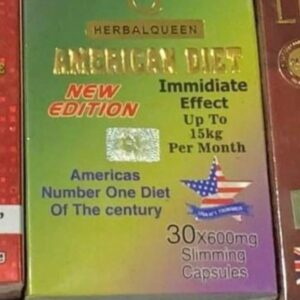 HERBALQUEEN
AMERICAN DIET
NEW EDITION
Immidiate
Effect
Up To
15kg
Per Month
Americas
Number One Diet
Of The century
30X600mg
Slimming
Capsules